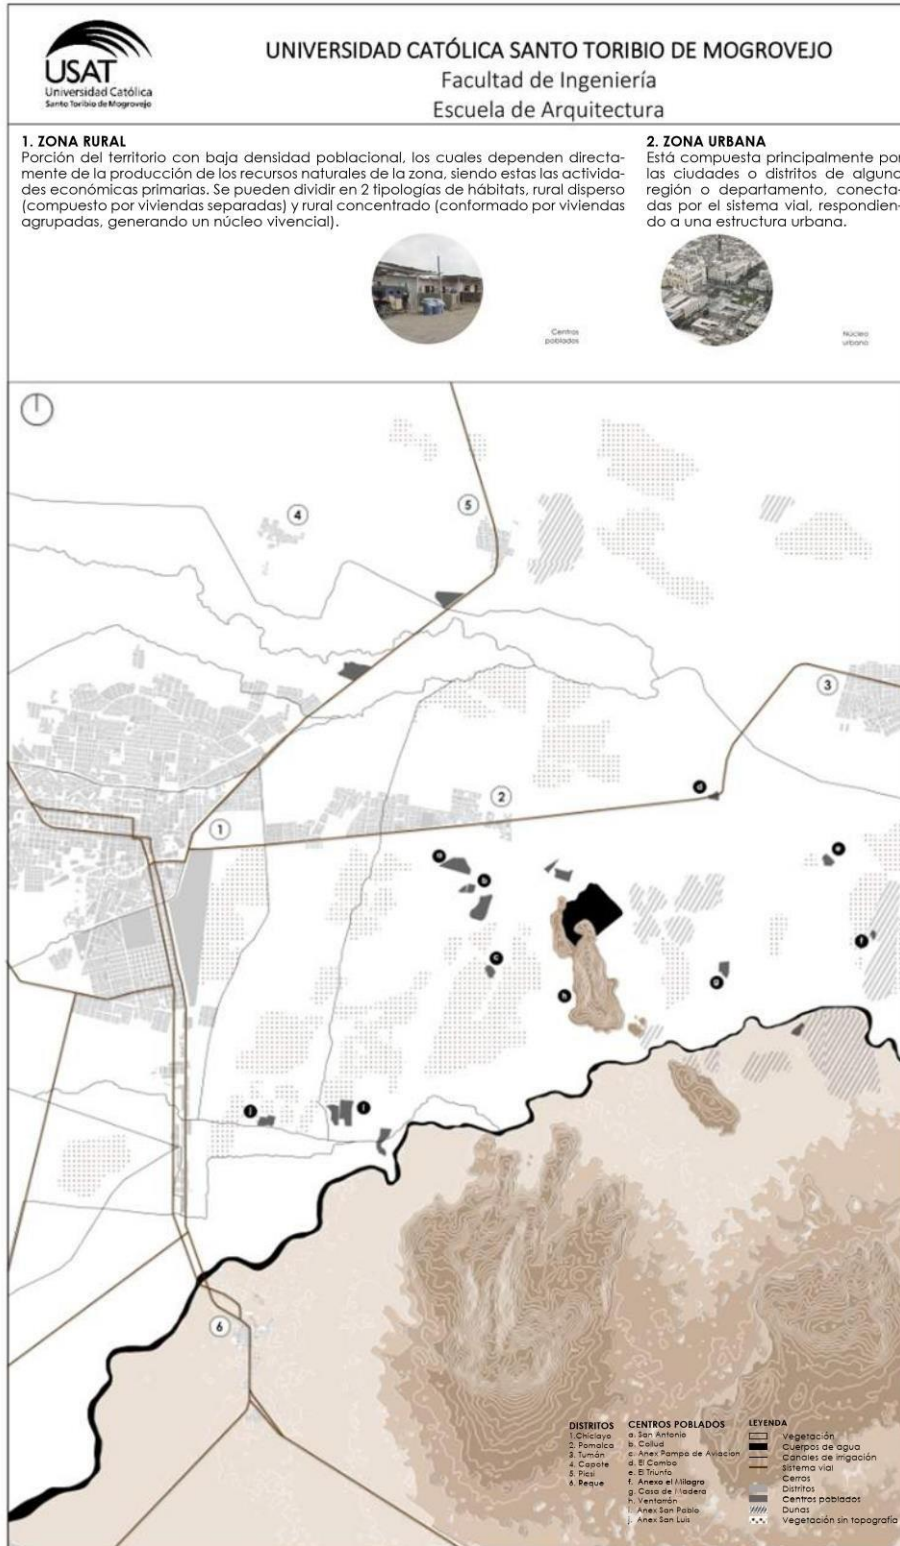 USAT
Universidad Católica
Santo Toribio de Mogrovejo
UNIVERSIDAD CATÓLICA SANTO TORIBIO DE MOGROVEJO
Facultad de Ingeniería
Escuela de Arquitectura
1. ZONA RURAL
Porción del territorio con baja densidad poblacional, los cuales dependen directa-
mente de la producción de los recursos naturales de la zona, siendo estas las activida-
des económicas primarias. Se pueden dividir en 2 tipologías de hábitats, rural disperso
(compuesto por viviendas separadas) y rural concentrado (conformado por viviendas
agrupadas, generando un núcleo vivencial).
2. ZONA URBANA
Está compuesta principalmente por
las ciudades o distritos de alguna
región o departamento, conecta-
das por el sistema vial, respondien-
do a una estructura urbana.
Centros
poblados
Núcleo
urbano
4
5
3
2
1
d
a
e
b
f
c
g
h
j
i
6
DISTRITOS
1.Chiclayo
2. Pomalca
3. Tumán
4. Capote
5. Picsi
6. Reque
CENTROS POBLADOS
a. San Antonio
b. Collud
c. Anex Pampa de Aviacion
d. El Combo
e. El Triunfo
f. Anexo el Milagro
g. Casa de Madera
h. Ventarrón
i. Anex San Pablo
j. Anex San Luis
LEYENDA
Vegetación
Cuerpos de agua
Canales de irrigación
Sistema vial
Cerros
Distritos
Centros poblados
Dunas
Vegetación sin topografía